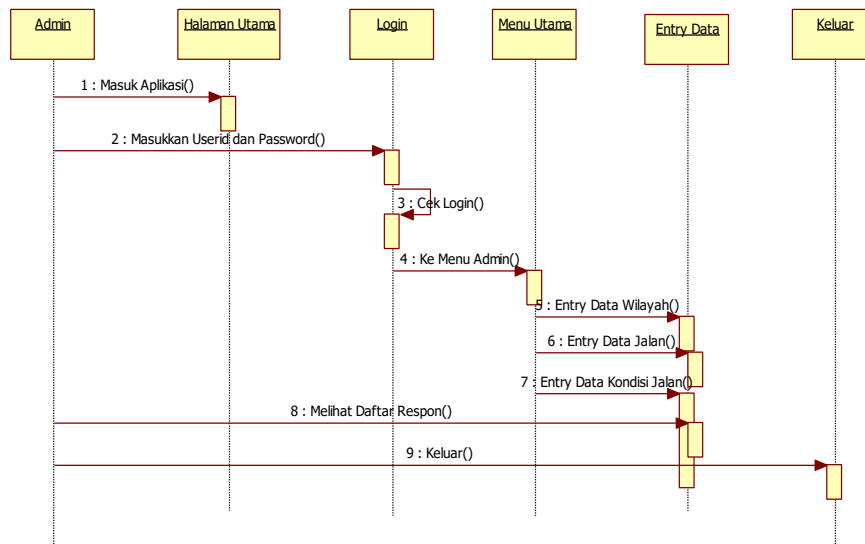 Admin
Halaman Utama
Login
Menu Utama
Entry Data
Keluar
1 : Masuk Aplikasi()
2 : Masukkan Userid dan Password()
3 : Cek Login()
4 : Ke Menu Admin()
5 : Entry Data Wilayah()
6 : Entry Data Jalan()
7 : Entry Data Kondisi Jalan()
8 : Melihat Daftar Respon()
9 : Keluar()